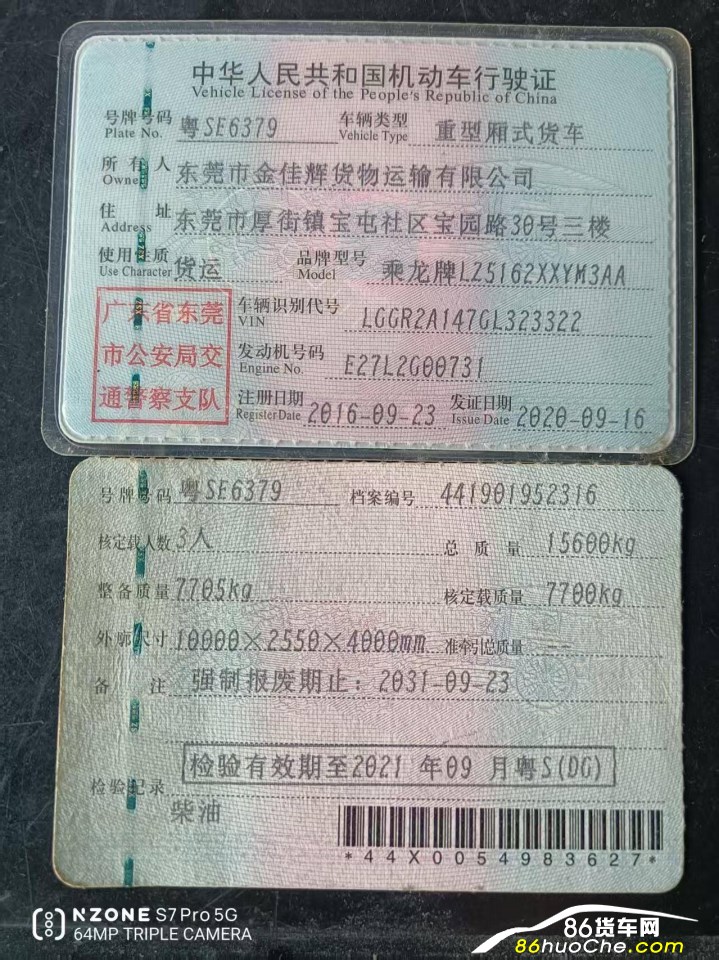 中华人民共和国机动车行驶证
Vehicle License of the People's Republic of China
号牌号码 粤SE6379 车辆类型 重型厢式货车
Plate No. Vehicle Type
所有人 东莞市金佳辉货物运输有限公司
Owner
住址 东莞市厚街镇宝屯社区宝园路30号三楼
Address
使用性质 货运 品牌型号 乘龙牌LZ5162XXYM3AA
Use Character Model
广东省东莞
市公安局交
通警察支队
车辆识别代号 LGGR2A147GL323322
VIN
发动机号码 E27L2G00731
Engine No.
注册日期 2016-09-23 发证日期 2020-09-16
Register Date Issue Date
号牌号码 粤SE6379 档案编号 441901952316
核定载人数 3人 总质量 15600kg
整备质量 7705kg 核定载质量 7700kg
外廓尺寸 10000×2550×4000mm 准牵引总质量 --
备注 强制报废期止：2031-09-23
检验有效期至2021 年09 月粤S(DG)
检验记录
柴油
*44X0054983627*
NZONE S7 Pro 5G
64MP TRIPLE CAMERA
86货车网
86huoChe.com